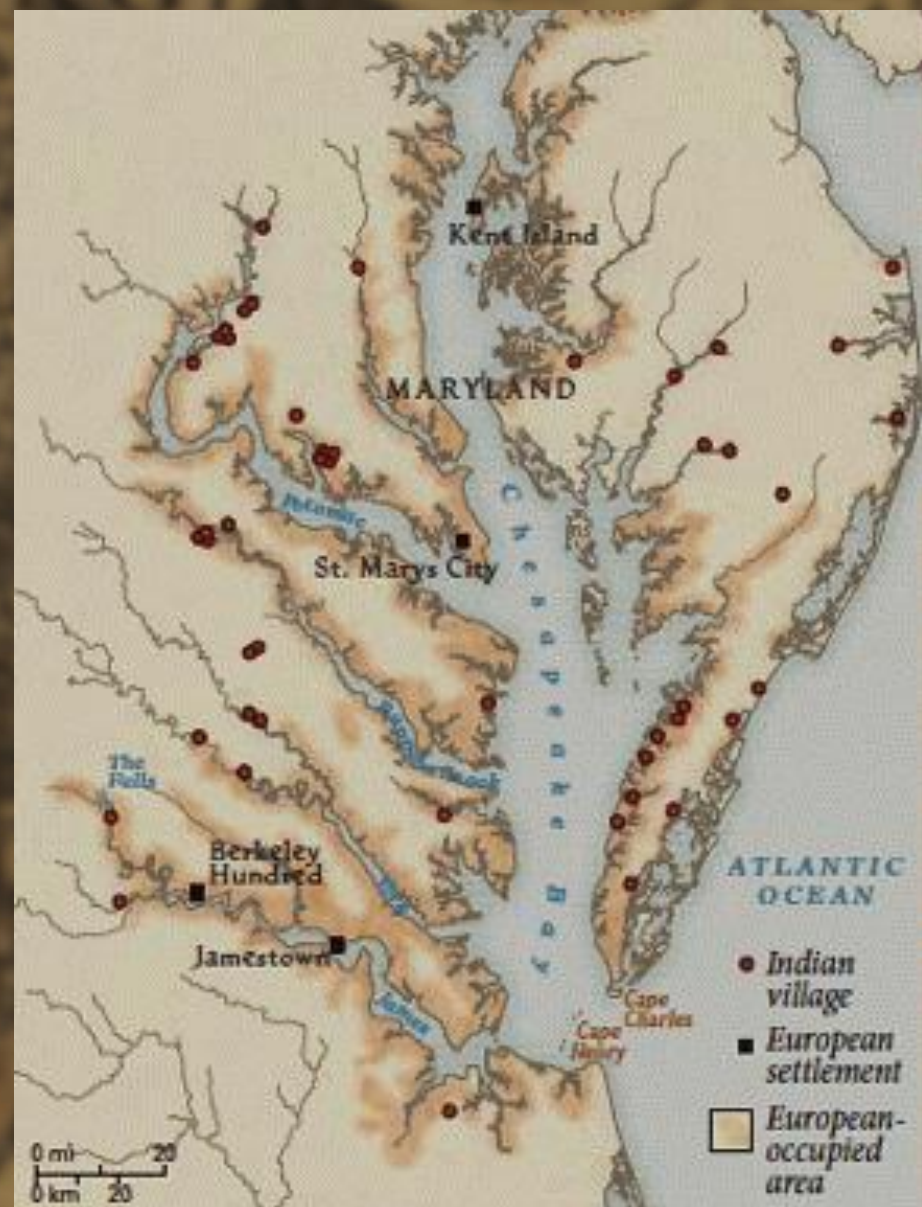 Kent Island
MARYLAND
Potomac
St. Marys City
Chesapeake Bay
Rappahannock
The
Fells
Berkeley
Hundred
York
Jamestown
James
ATLANTIC
OCEAN
Cape
Charles
Cape
Henry
Indian
village
European
settlement
European-
occupied
area
0 mi 20
0 km 20